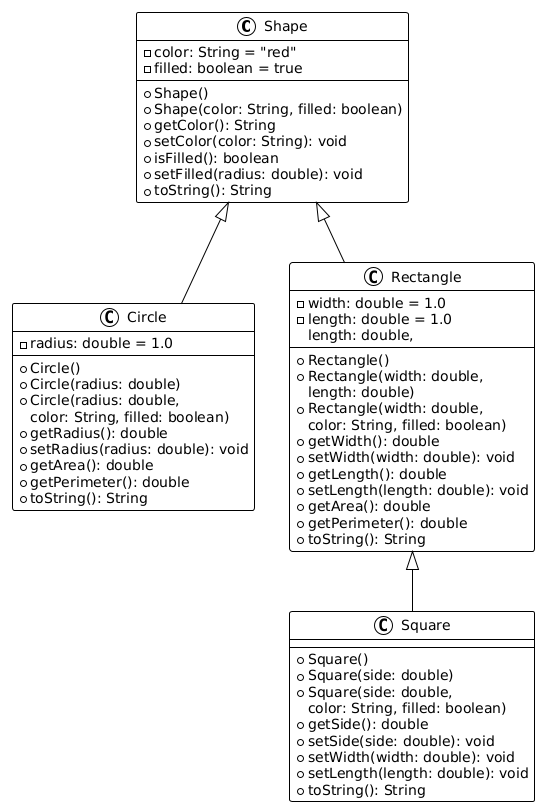 C Shape
color: String = "red"
filled: boolean = true
Shape()
Shape(color: String, filled: boolean)
getColor(): String
setColor(color: String): void
isFilled(): boolean
setFilled(radius: double): void
toString(): String
C Circle
radius: double = 1.0
Circle()
Circle(radius: double)
Circle(radius: double,
color: String, filled: boolean)
getRadius(): double
setRadius(radius: double): void
getArea(): double
getPerimeter(): double
toString(): String
C Rectangle
width: double = 1.0
length: double = 1.0
length: double,
Rectangle()
Rectangle(width: double,
length: double)
Rectangle(width: double,
color: String, filled: boolean)
getWidth(): double
setWidth(width: double): void
getLength(): double
setLength(length: double): void
getArea(): double
getPerimeter(): double
toString(): String
C Square
Square()
Square(side: double)
Square(side: double,
color: String, filled: boolean)
getSide(): double
setSide(side: double): void
setWidth(width: double): void
setLength(length: double): void
toString(): String